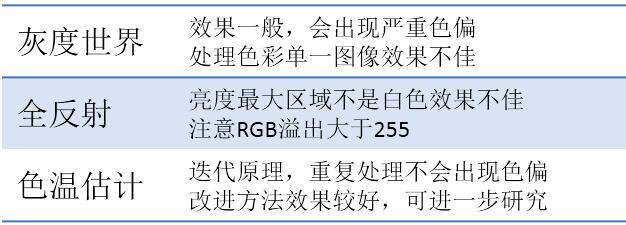 灰度世界
效果一般，会出现严重色偏
处理色彩单一图像效果不佳
全反射
亮度最大区域不是白色效果不佳
注意RGB溢出大于255
色温估计
迭代原理，重复处理不会出现色偏
改进方法效果较好，可进一步研究